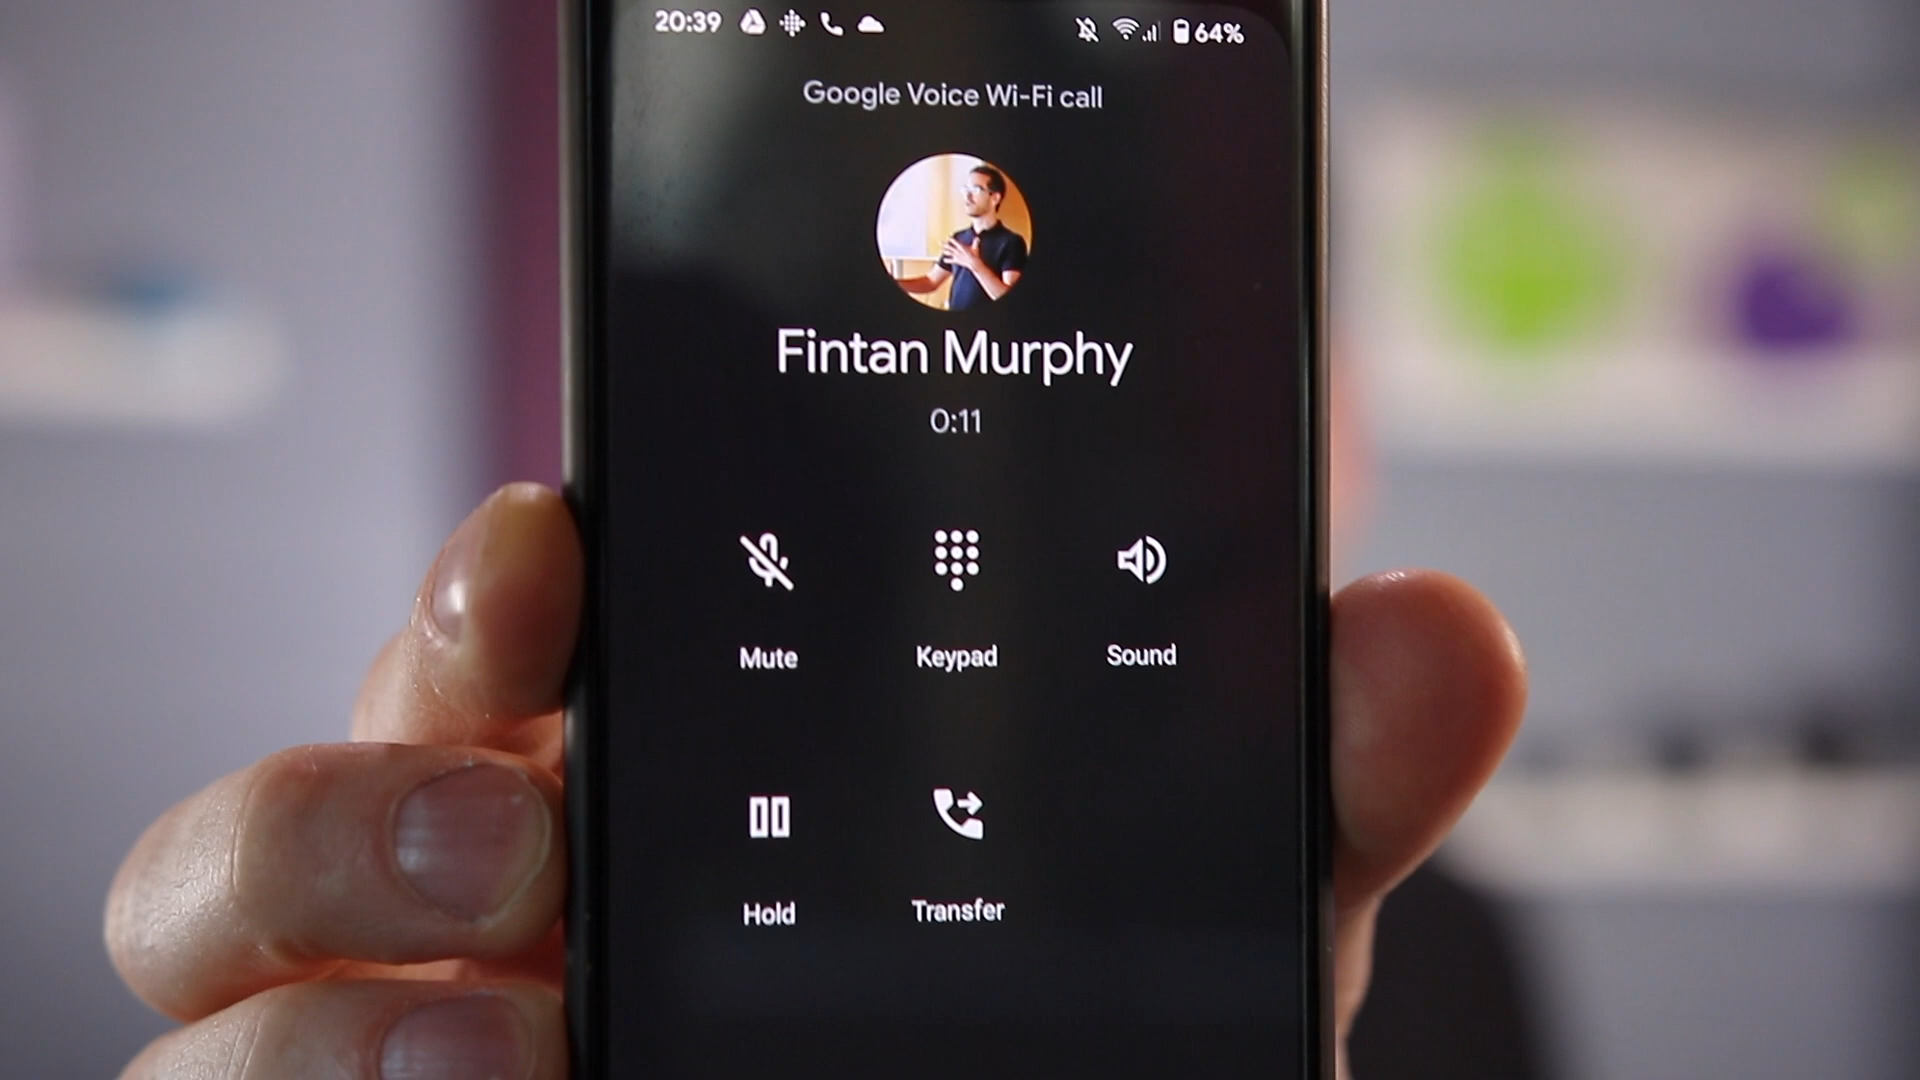 20:39 64%
Google Voice Wi-Fi call
Fintan Murphy
0:11
Mute Keypad Sound
Hold Transfer